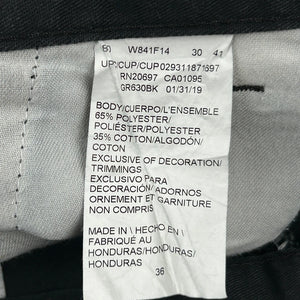 B) W841F14 30 41
UPC/CUP/CUP029311871697
RN20697 CA01095
GR630BK 01/31/19
BODY/CUERPO/L'ENSEMBLE
65% POLYESTER/
POLIÉSTER/POLYESTER
35% COTTON/ALGODÓN/
COTON
EXCLUSIVE OF DECORATION/
TRIMMINGS
EXCLUSIVO PARA
DECORACIÓN/ADORNOS
ORNEMENT ET GARNITURE
NON COMPRIS
MADE IN \ HECHO EN \
FABRIQUÉ AU
HONDURAS/HONDURAS/
HONDURAS
36